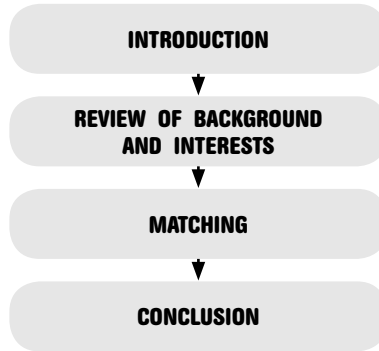 INTRODUCTION
REVIEW OF BACKGROUND
AND INTERESTS
MATCHING
CONCLUSION